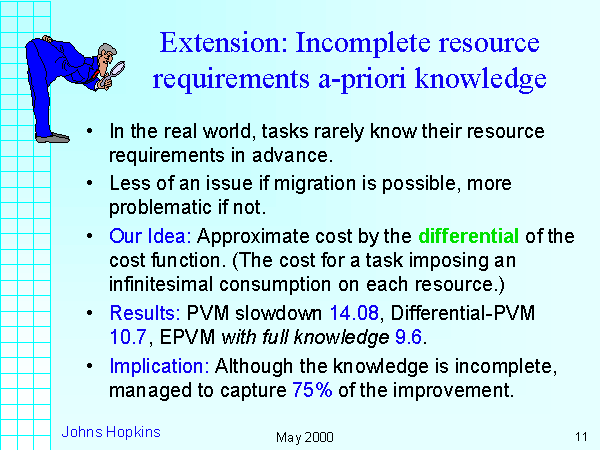 Extension: Incomplete resource
requirements a-priori knowledge
• In the real world, tasks rarely know their resource
requirements in advance.
• Less of an issue if migration is possible, more
problematic if not.
• Our Idea: Approximate cost by the differential of the
cost function. (The cost for a task imposing an
infinitesimal consumption on each resource.)
• Results: PVM slowdown 14.08, Differential-PVM
10.7, EPVM with full knowledge 9.6.
• Implication: Although the knowledge is incomplete,
managed to capture 75% of the improvement.
Johns Hopkins
May 2000
11